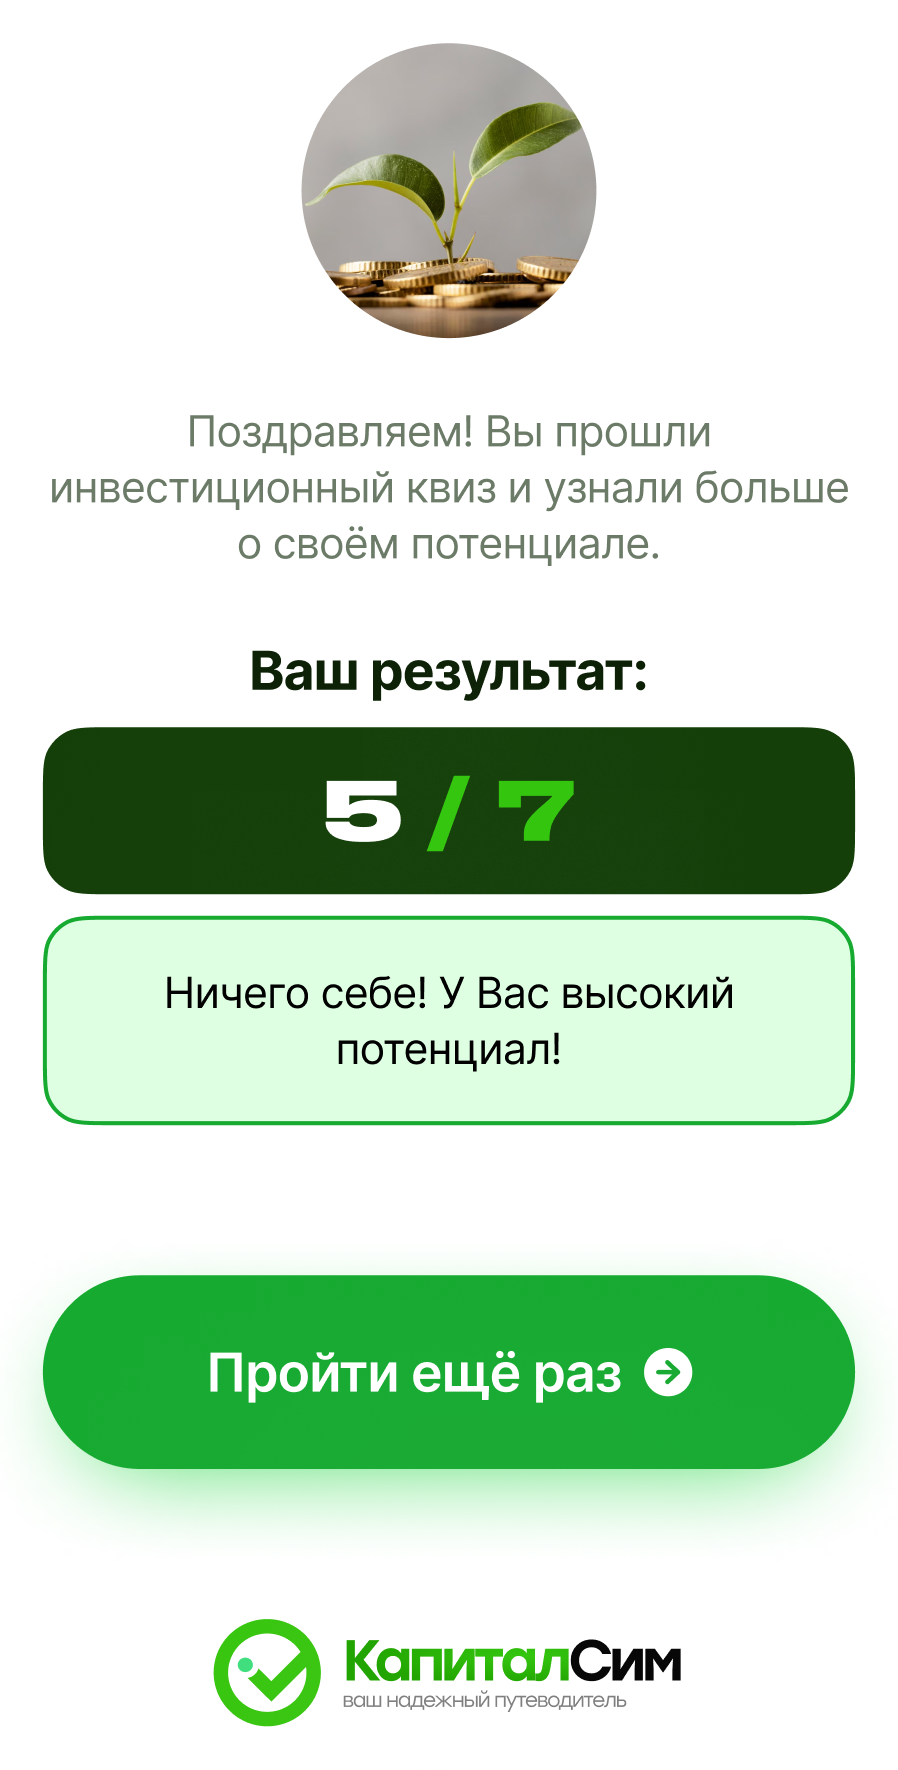 Поздравляем! Вы прошли
инвестиционный квиз и узнали больше
о своём потенциале.
Ваш результат:
5 / 7
Ничего себе! У Вас высокий
потенциал!
Пройти ещё раз
КапиталСим
ваш надежный путеводитель